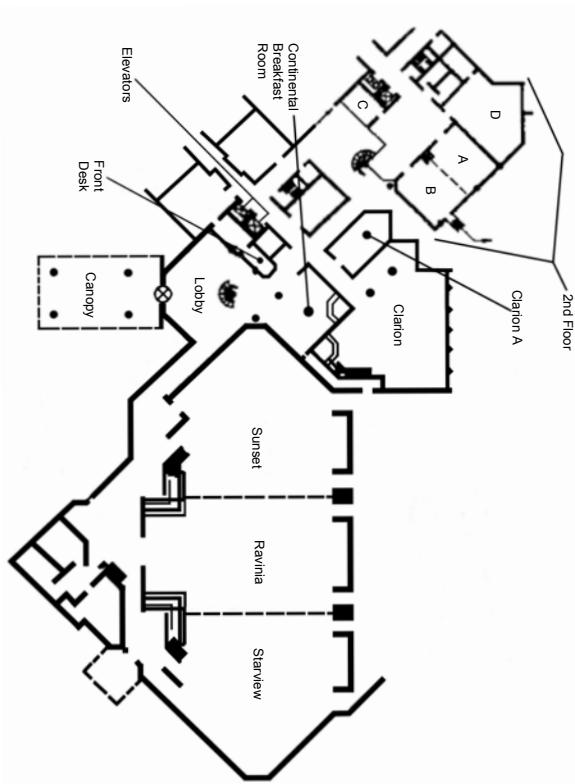 2nd Floor
D
A
B
C
Clarion A
Clarion
Continental
Breakfast
Room
Elevators
Front
Desk
Lobby
Canopy
Sunset
Ravinia
Starview